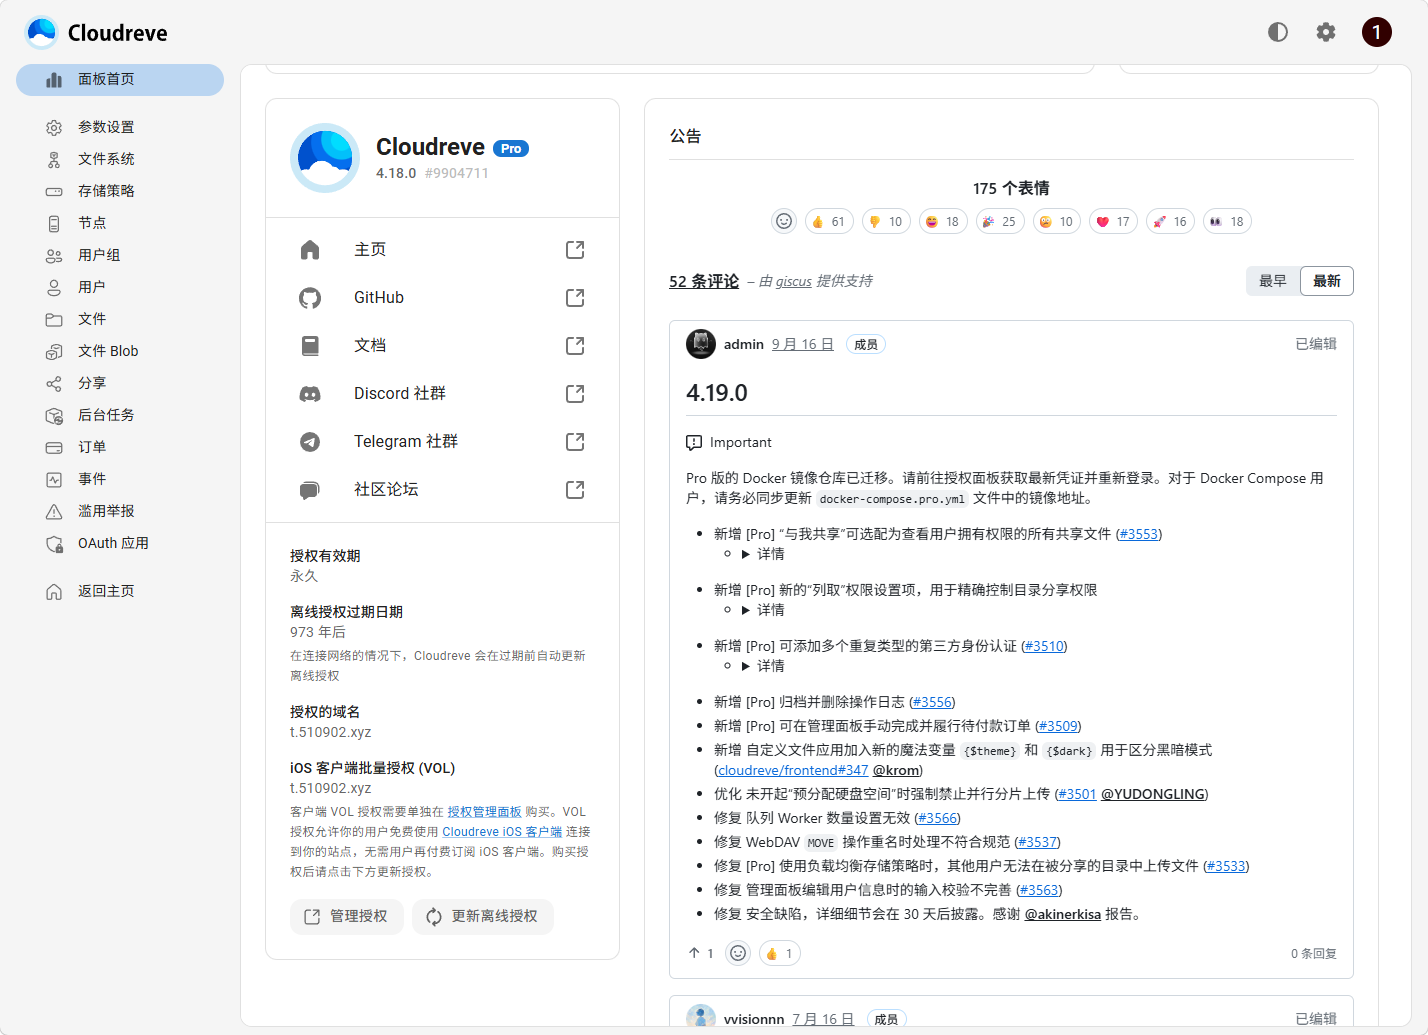 Cloudreve
1
面板首页
参数设置
文件系统
存储策略
节点
用户组
用户
文件
文件 Blob
分享
后台任务
订单
事件
滥用举报
OAuth 应用
返回主页
Cloudreve Pro
4.18.0 #9904711
主页
GitHub
文档
Discord 社群
Telegram 社群
社区论坛
授权有效期
永久
离线授权过期日期
973 年后
在连接网络的情况下，Cloudreve 会在过期前自动更新
离线授权
授权的域名
t.510902.xyz
iOS 客户端批量授权 (VOL)
t.510902.xyz
客户端 VOL 授权需要单独在 授权管理面板 购买。VOL
授权允许你的用户免费使用 Cloudreve iOS 客户端 连接
到你的站点，无需用户再付费订阅 iOS 客户端。购买授
权后请点击下方更新授权。
管理授权
更新离线授权
公告
175 个表情
61 10 18 25 10 17 16 18
52 条评论 – 由 giscus 提供支持
最早 最新
admin 9 月 16 日 成员 已编辑
4.19.0
Important
Pro 版的 Docker 镜像仓库已迁移。请前往授权面板获取最新凭证并重新登录。对于 Docker Compose 用
户，请务必同步更新 docker-compose.pro.yml 文件中的镜像地址。
新增 [Pro] “与我共享”可选配为查看用户拥有权限的所有共享文件 (#3553)
详情
新增 [Pro] 新的“列取”权限设置项，用于精确控制目录分享权限
详情
新增 [Pro] 可添加多个重复类型的第三方身份认证 (#3510)
详情
新增 [Pro] 归档并删除操作日志 (#3556)
新增 [Pro] 可在管理面板手动完成并履行待付款订单 (#3509)
新增 自定义文件应用加入新的魔法变量 {$theme} 和 {$dark} 用于区分黑暗模式
(cloudreve/frontend#347 @krom)
优化 未开起“预分配硬盘空间”时强制禁止并行分片上传 (#3501 @YUDONGLING)
修复 队列 Worker 数量设置无效 (#3566)
修复 WebDAV MOVE 操作重名时处理不符合规范 (#3537)
修复 [Pro] 使用负载均衡存储策略时，其他用户无法在被分享的目录中上传文件 (#3533)
修复 管理面板编辑用户信息时的输入校验不完善 (#3563)
修复 安全缺陷，详细细节会在 30 天后披露。感谢 @akinerkisa 报告。
1 1 0 条回复
vvisionnn 7 月 16 日 成员 已编辑